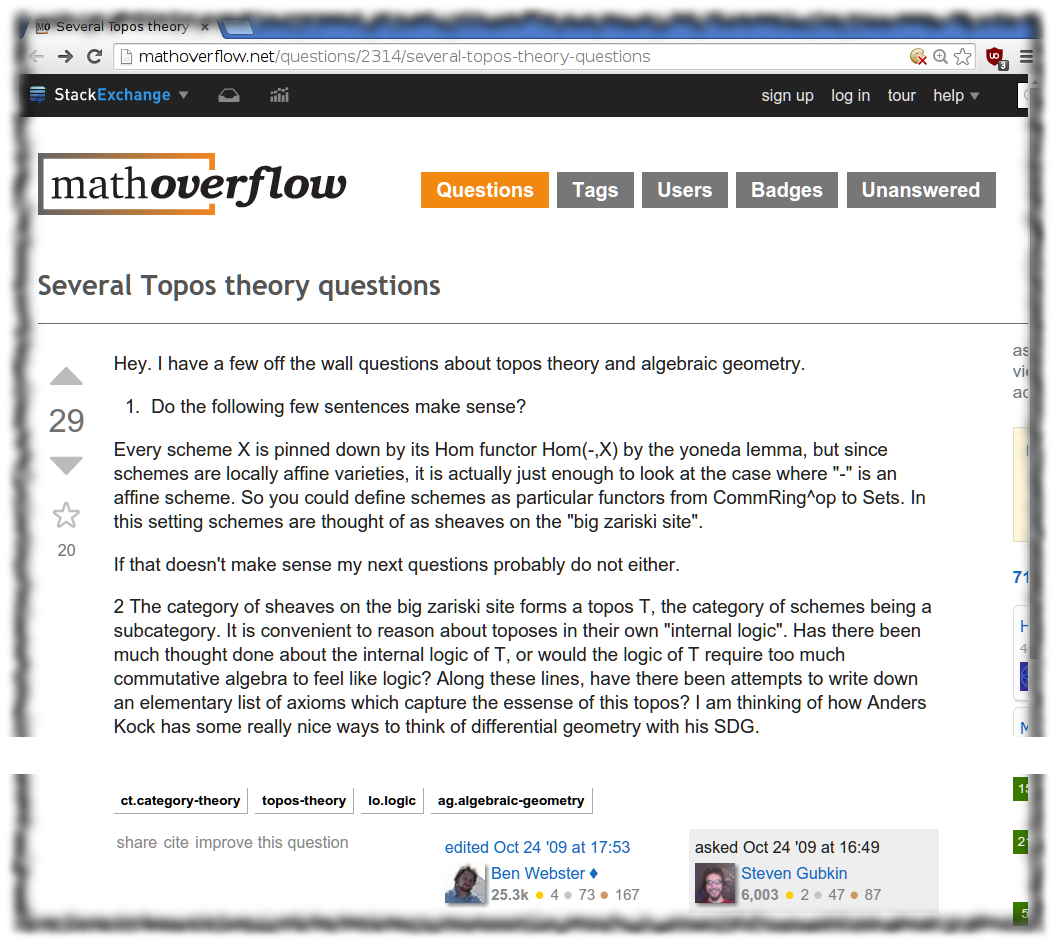 MO Several Topos theory ×
mathoverflow.net/questions/2314/several-topos-theory-questions
3
StackExchange sign up log in tour help
mathoverflow Questions Tags Users Badges Unanswered
Several Topos theory questions
Hey. I have a few off the wall questions about topos theory and algebraic geometry.
29
1. Do the following few sentences make sense?
Every scheme X is pinned down by its Hom functor Hom(-,X) by the yoneda lemma, but since
schemes are locally affine varieties, it is actually just enough to look at the case where "-" is an
affine scheme. So you could define schemes as particular functors from CommRing^op to Sets. In
this setting schemes are thought of as sheaves on the "big zariski site".
20
If that doesn't make sense my next questions probably do not either.
2 The category of sheaves on the big zariski site forms a topos T, the category of schemes being a
subcategory. It is convenient to reason about toposes in their own "internal logic". Has there been
much thought done about the internal logic of T, or would the logic of T require too much
commutative algebra to feel like logic? Along these lines, have there been attempts to write down
an elementary list of axioms which capture the essense of this topos? I am thinking of how Anders
Kock has some really nice ways to think of differential geometry with his SDG.
ct.category-theory topos-theory lo.logic ag.algebraic-geometry
share cite improve this question
edited Oct 24 '09 at 17:53
Ben Webster ♦
25.3k ● 4 ● 73 ● 167
asked Oct 24 '09 at 16:49
Steven Gubkin
6,003 ● 2 ● 47 ● 87